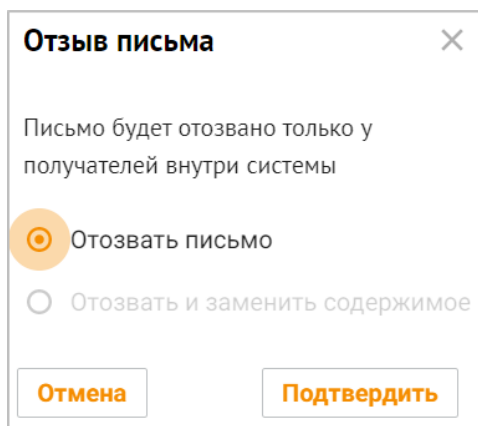 Отзыв письма
Письмо будет отозвано только у
получателей внутри системы
Отозвать письмо
Отозвать и заменить содержимое
Отмена
Подтвердить